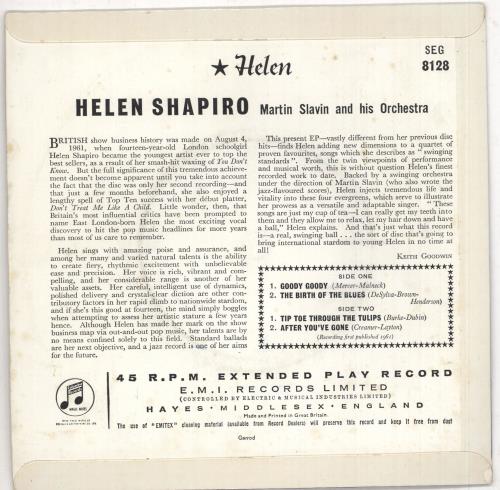 SEG
8128
★ Helen
HELEN SHAPIRO Martin Slavin and his Orchestra
BRITISH show business history was made on August 4,
1961, when fourteen-year-old London schoolgirl
Helen Shapiro became the youngest artist ever to top the
best sellers, as a result of her smash-hit waxing of You Don't
Know. But the full significance of this tremendous achieve-
ment doesn't become apparent until you take into account
the fact that the disc was only her second recording—and
that just a few months beforehand, she also enjoyed a
lengthy spell of Top Ten success with her début platter,
Don't Treat Me Like A Child. Little wonder, then, that
Britain's most influential critics have been prompted to
name East London-born Helen the most exciting vocal
discovery to hit the pop music headlines for more years
than most of us care to remember.
Helen sings with amazing poise and assurance, and
among her many and varied natural talents is the ability
to create fiery, rhythmic excitement with unbelievable
ease and precision. Her voice is rich, vibrant and com-
pelling, and her considerable range is another of her
valuable assets. Her careful, intelligent use of dynamics,
polished delivery and crystal-clear diction are other con-
tributory factors in her rapid climb to nationwide stardom,
and if she's this good at fourteen, the mind simply boggles
when attempting to assess her artistic stature a few years
hence. Although Helen has made her mark on the show
business map via out-and-out pop music, her talents are by
no means confined solely to this field. Standard ballads
are her next objective, and a jazz record is one of her aims
for the future.
This present EP—vastly different from her previous disc
hits—finds Helen adding new dimensions to a quartet of
proven favourites, songs which she describes as “ swinging
standards ”. From the twin viewpoints of performance
and musical worth, this is without question Helen's finest
recorded work to date. Backed by a swinging orchestra
under the direction of Martin Slavin (who also wrote the
jazz-flavoured scores), Helen injects tremendous life and
vitality into these four evergreens, which serve to illustrate
her prowess as a versatile and adaptable singer. “ These
songs are just my cup of tea—I can really get my teeth into
them and they allow me to relax, let my hair down and have
a ball,” Helen explains. And that's just what this record
is—a real, swinging ball . . . the sort of disc that's going to
bring international stardom to young Helen in no time at
all!
KEITH GOODWIN
SIDE ONE
1. GOODY GOODY (Mercer-Malneck)
2. THE BIRTH OF THE BLUES (DeSylva-Brown-
Henderson)
SIDE TWO
1. TIP TOE THROUGH THE TULIPS (Burke-Dubin)
2. AFTER YOU'VE GONE (Creamer-Layton)
(Recording first published 1961)
45 R.P.M. EXTENDED PLAY RECORD
E.M.I. RECORDS LIMITED
(CONTROLLED BY ELECTRIC & MUSICAL INDUSTRIES LIMITED)
HAYES · MIDDLESEX · ENGLAND
Made and Printed in Great Britain.
The use of “EMITEX” cleaning material (available from Record Dealers) will preserve this record and keep it free from dust
Garrod